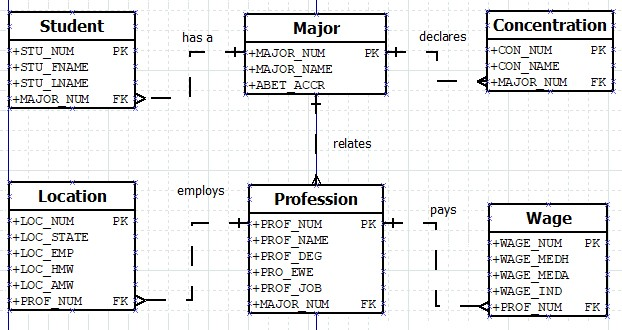 Student
+STU_NUM PK
+STU_FNAME
+STU_LNAME
+MAJOR_NUM FK
has a
Major
+MAJOR_NUM PK
+MAJOR_NAME
+ABET_ACCR
declares
Concentration
+CON_NUM PK
+CON_NAME
+MAJOR_NUM FK
relates
Location
+LOC_NUM PK
+LOC_STATE
+LOC_EMP
+LOC_HMW
+LOC_AMW
+PROF_NUM FK
employs
Profession
+PROF_NUM PK
+PROF_NAME
+PROF_DEG
+PRO_EWE
+PROF_JOB
+MAJOR_NUM FK
pays
Wage
+WAGE_NUM PK
+WAGE_MEDH
+WAGE_MEDA
+WAGE_IND
+PROF_NUM FK